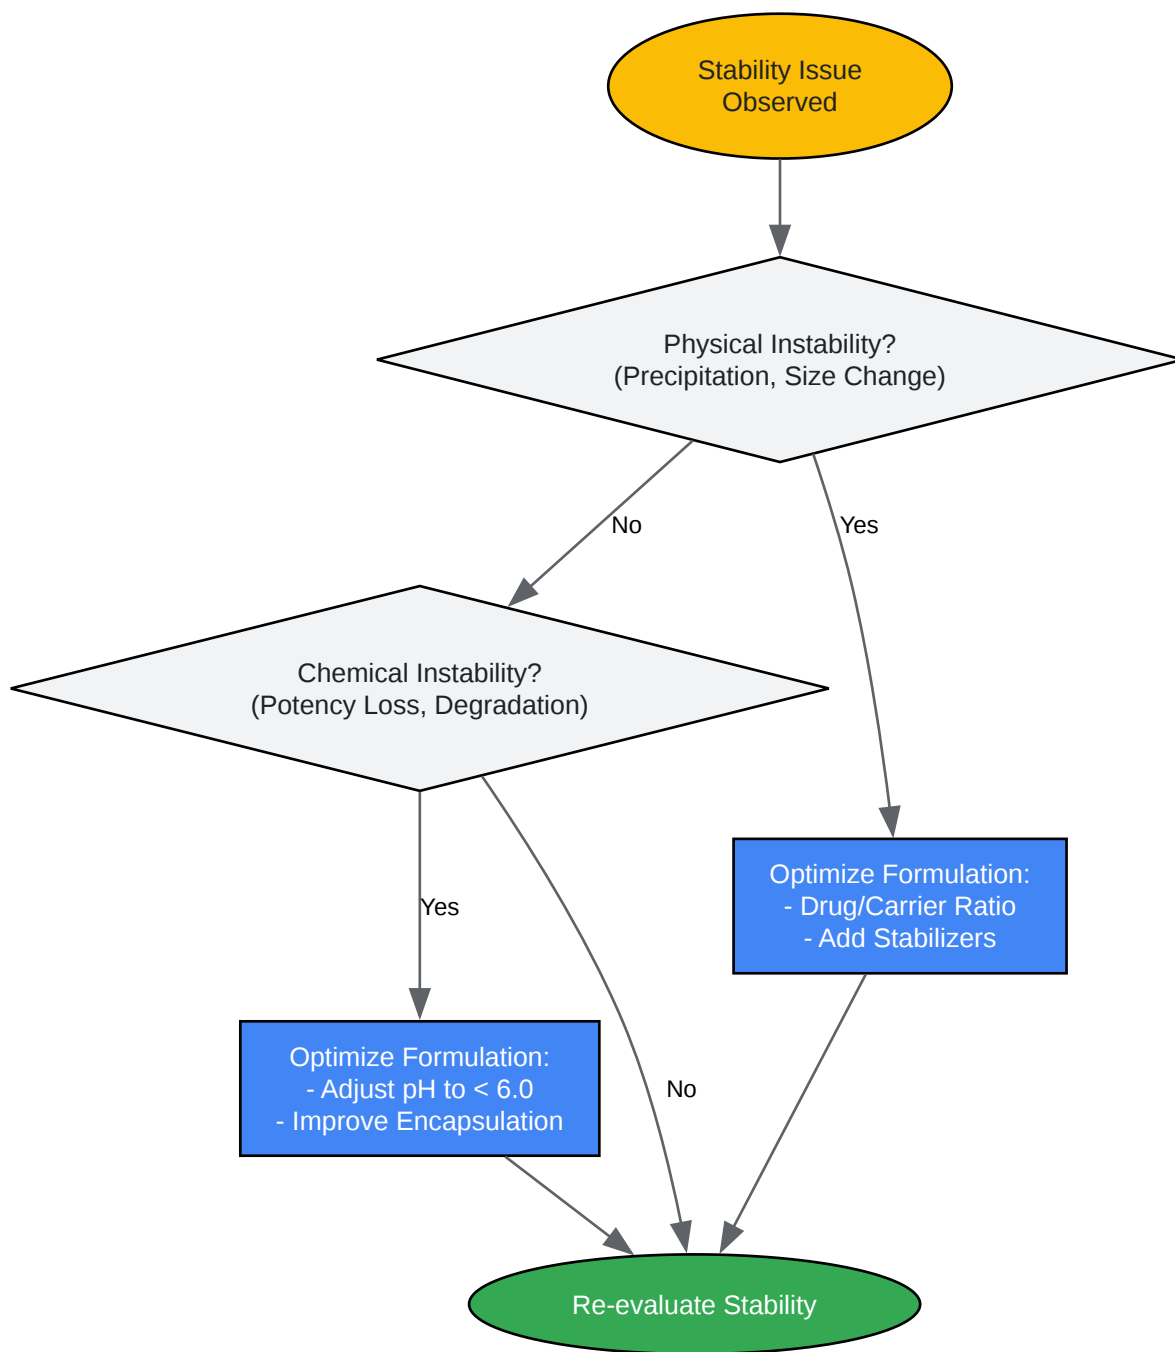 Stability Issue
Observed
Physical Instability?
(Precipitation, Size Change)
No
Yes
Chemical Instability?
(Potency Loss, Degradation)
Optimize Formulation:
- Drug/Carrier Ratio
- Add Stabilizers
Yes
Optimize Formulation:
- Adjust pH to < 6.0
- Improve Encapsulation
No
Re-evaluate Stability